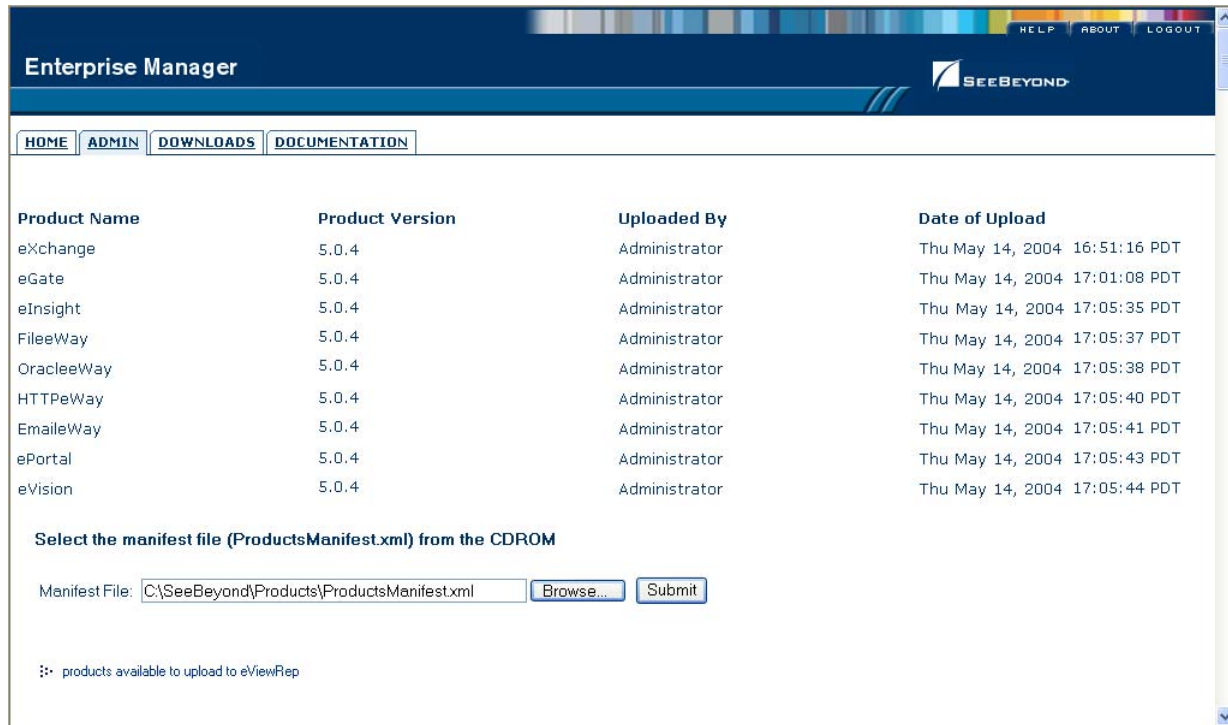 HELP ABOUT LOGOUT
Enterprise Manager
SEEBEYOND
HOME ADMIN DOWNLOADS DOCUMENTATION
Product Name Product Version Uploaded By Date of Upload
eXchange 5.0.4 Administrator Thu May 14, 2004 16:51:16 PDT
eGate 5.0.4 Administrator Thu May 14, 2004 17:01:08 PDT
eInsight 5.0.4 Administrator Thu May 14, 2004 17:05:35 PDT
FileeWay 5.0.4 Administrator Thu May 14, 2004 17:05:37 PDT
OracleeWay 5.0.4 Administrator Thu May 14, 2004 17:05:38 PDT
HTTPeWay 5.0.4 Administrator Thu May 14, 2004 17:05:40 PDT
EmaileWay 5.0.4 Administrator Thu May 14, 2004 17:05:41 PDT
ePortal 5.0.4 Administrator Thu May 14, 2004 17:05:43 PDT
eVision 5.0.4 Administrator Thu May 14, 2004 17:05:44 PDT
Select the manifest file (ProductsManifest.xml) from the CDROM
Manifest File: C:\SeeBeyond\Products\ProductsManifest.xml Browse... Submit
products available to upload to eViewRep